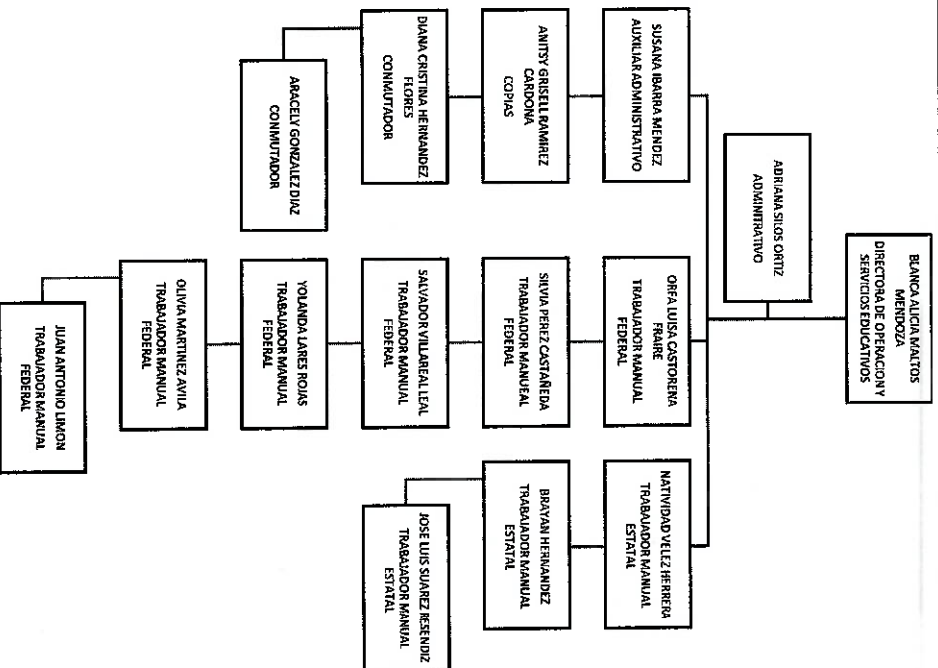 BLANCA ALICIA MALTOS
MENDOZA
DIRECTORA DE OPERACION Y
SERVICIOS EDUCATIVOS
ADRIANA SILOS ORTIZ
ADMINITRATIVO
SUSANA IBARRA MENDEZ
AUXILIAR ADMINISTRATIVO
ANITSY GRISELL RAMIREZ
CARDONA
COPIAS
DIANA CRISTINA HERNANDEZ
FLORES
CONMUTADOR
ARACELY GONZALEZ DIAZ
CONMUTADOR
ORFA LUISA CASTORENA
FRAIRE
TRABAJADOR MANUAL
FEDERAL
SILVIA PEREZ CASTAÑEDA
TRABAJADOR MANUEAL
FEDERAL
SALVADOR VILLAREAL LEAL
TRABAJADOR MANUAL
FEDERAL
YOLANDA LARES ROJAS
TRABAJADOR MANUAL
FEDERAL
OLIVIA MARTINEZ AVILA
TRABAJADOR MANUAL
FEDERAL
JUAN ANTONIO LIMON
TRABAJADOR MANUAL
FEDERAL
NATIVIDAD VELEZ HERRERA
TRABAJADOR MANUAL
ESTATAL
BRAYAN HERNANDEZ
TRABAJADOR MANUAL
ESTATAL
JOSE LUIS SUAREZ RESENDIZ
TRABAJADOR MANUAL
ESTATAL